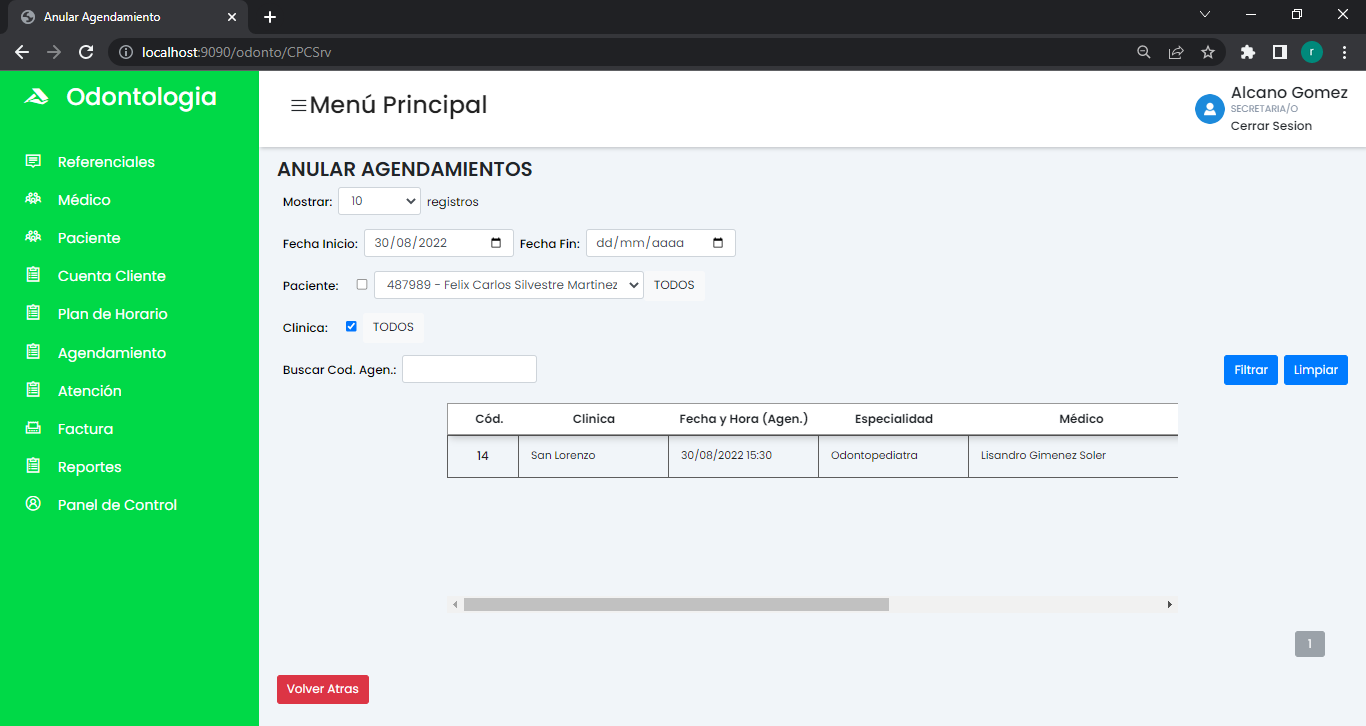 Anular Agendamiento
localhost:9090/odonto/CPCSrv
r
Odontologia
Menú Principal
Alcano Gomez
SECRETARIA/O
Cerrar Sesion
Referenciales
Médico
Paciente
Cuenta Cliente
Plan de Horario
Agendamiento
Atención
Factura
Reportes
Panel de Control
ANULAR AGENDAMIENTOS
Mostrar: 10 registros
Fecha Inicio: 30/08/2022 Fecha Fin: dd/mm/aaaa
Paciente: 487989 - Felix Carlos Silvestre Martinez TODOS
Clinica: TODOS
Buscar Cod. Agen.: Filtrar Limpiar
Cód. Clínica Fecha y Hora (Agen.) Especialidad Médico
14 San Lorenzo 30/08/2022 15:30 Odontopediatra Lisandro Gimenez Soler
1
Volver Atras